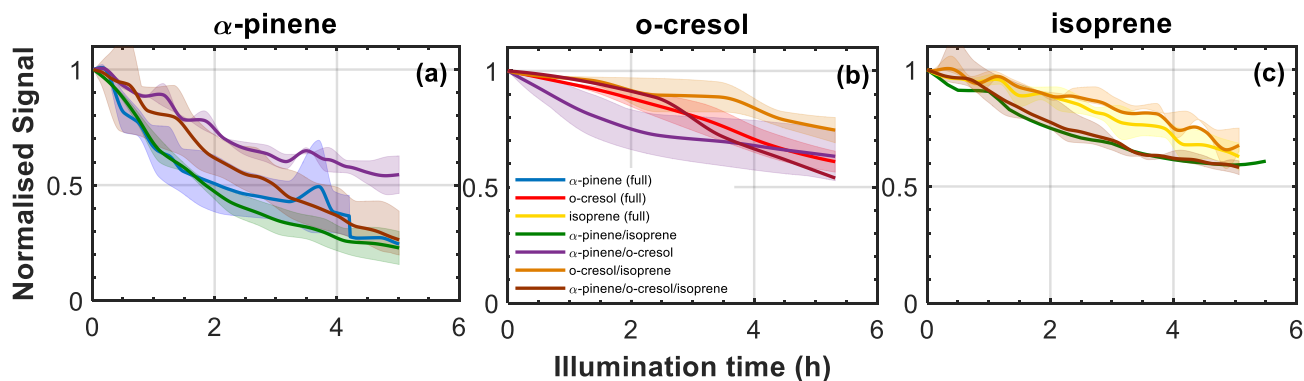 α-pinene
o-cresol
isoprene
Normalised Signal
1
0.5
0
(a)
0 2 4 6
1
0.5
0
(b)
α-pinene (full)
o-cresol (full)
isoprene (full)
α-pinene/isoprene
α-pinene/o-cresol
o-cresol/isoprene
α-pinene/o-cresol/isoprene
0 2 4 6
1
0.5
0
(c)
0 2 4 6
Illumination time (h)